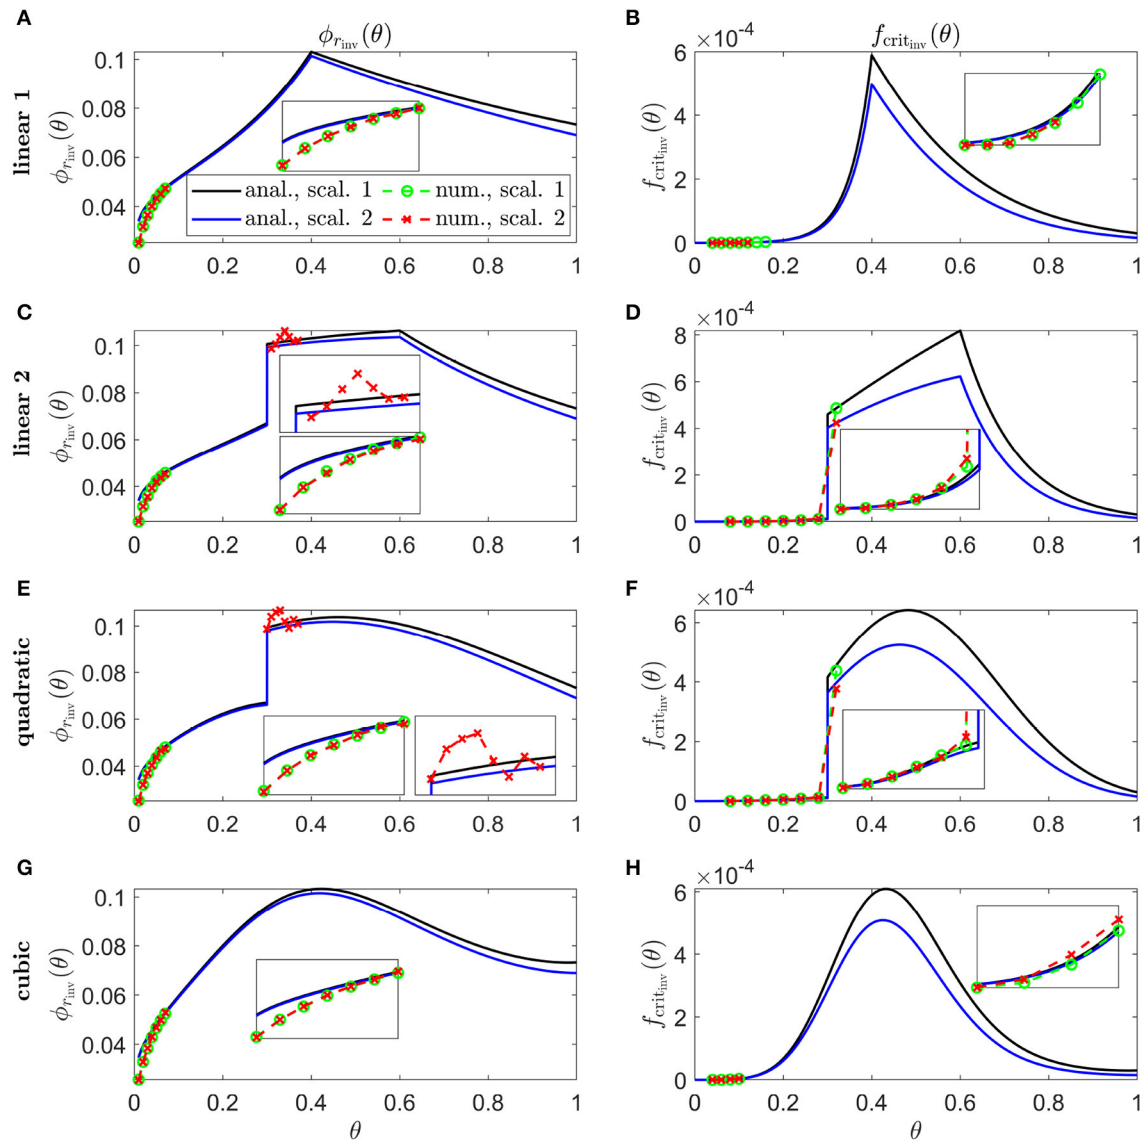 A
ϕ_{r_inv}(θ)
B
f_{crit_inv}(θ)
linear 1
ϕ_{r_inv}(θ)
0.1
0.08
0.06
0.04
anal., scal. 1
num., scal. 1
anal., scal. 2
num., scal. 2
0 0.2 0.4 0.6 0.8 1
f_{crit_inv}(θ)
×10^{-4}
6
4
2
0
0 0.2 0.4 0.6 0.8 1
C
D
linear 2
ϕ_{r_inv}(θ)
0.1
0.08
0.06
0.04
0 0.2 0.4 0.6 0.8 1
f_{crit_inv}(θ)
×10^{-4}
8
6
4
2
0
0 0.2 0.4 0.6 0.8 1
E
F
quadratic
ϕ_{r_inv}(θ)
0.1
0.08
0.06
0.04
0 0.2 0.4 0.6 0.8 1
f_{crit_inv}(θ)
×10^{-4}
6
4
2
0
0 0.2 0.4 0.6 0.8 1
G
H
cubic
ϕ_{r_inv}(θ)
0.1
0.08
0.06
0.04
0 0.2 0.4 0.6 0.8 1
θ
f_{crit_inv}(θ)
×10^{-4}
6
4
2
0
0 0.2 0.4 0.6 0.8 1
θ